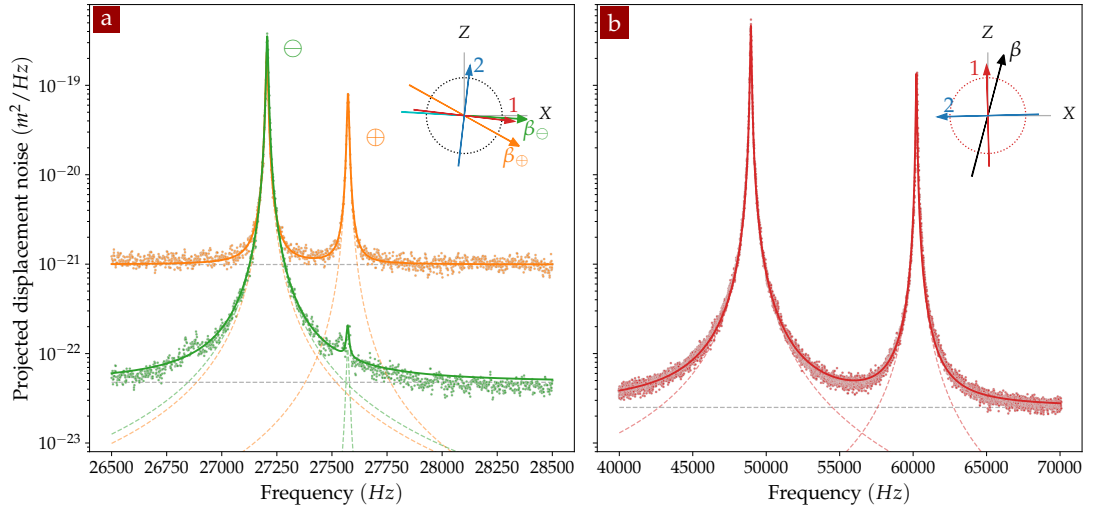 a
b
Projected displacement noise (m²/Hz)
10⁻¹⁹
10⁻²⁰
10⁻²¹
10⁻²²
10⁻²³
⊖
⊕
Z
2
X
1
β⊖
β⊕
Z
β
1
2
X
26500 26750 27000 27250 27500 27750 28000 28250 28500
Frequency (Hz)
40000 45000 50000 55000 60000 65000 70000
Frequency (Hz)